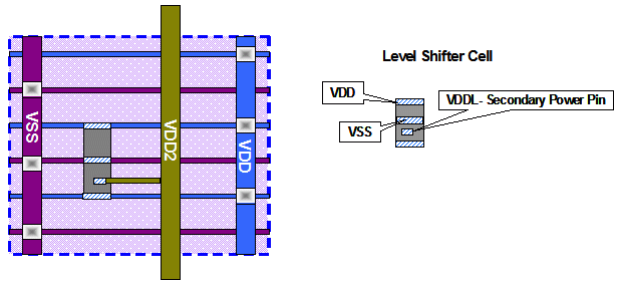 VSS
VDD2
VDD
Level Shifter Cell
VDD
VDDL- Secondary Power Pin
VSS